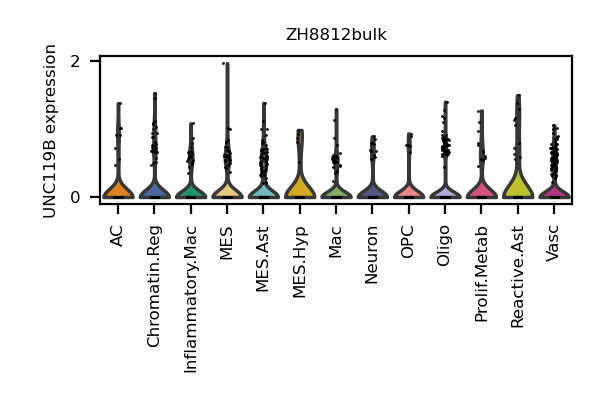 ZH8812bulk
UNC119B expression
2
0
AC
Chromatin.Reg
Inflammatory.Mac
MES
MES.Ast
MES.Hyp
Mac
Neuron
OPC
Oligo
Prolif.Metab
Reactive.Ast
Vasc